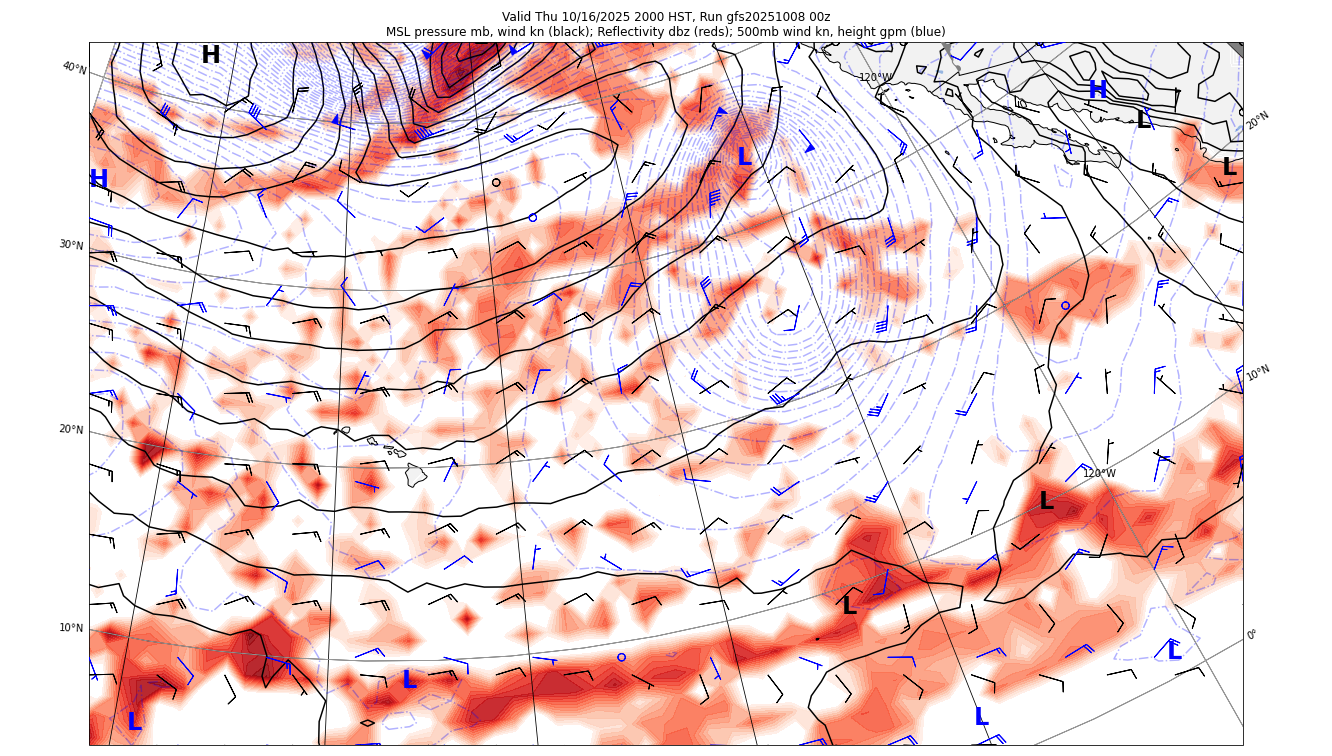 Valid Thu 10/16/2025 2000 HST, Run gfs20251008 00z
MSL pressure mb, wind kn (black); Reflectivity dbz (reds); 500mb wind kn, height gpm (blue)
H
40°N
120°W
H
L
20°N
L
L
H
30°N
10°N
20°N
120°W
L
L
10°N
0°
L
L
L
L